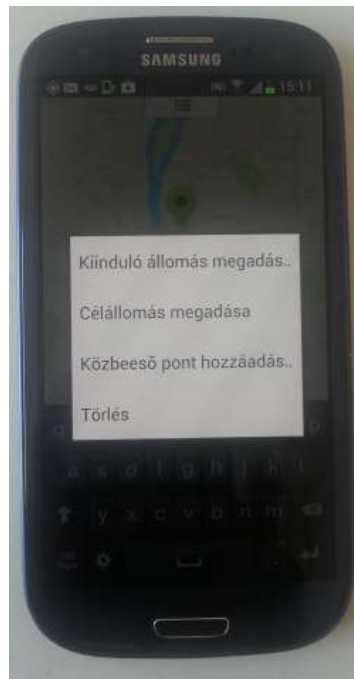 SAMSUNG
15:11
Kiinduló állomás megadás..
Célállomás megadása
Közbeeső pont hozzáadás..
Törlés
a s d f g h j k l
y x c v b n m